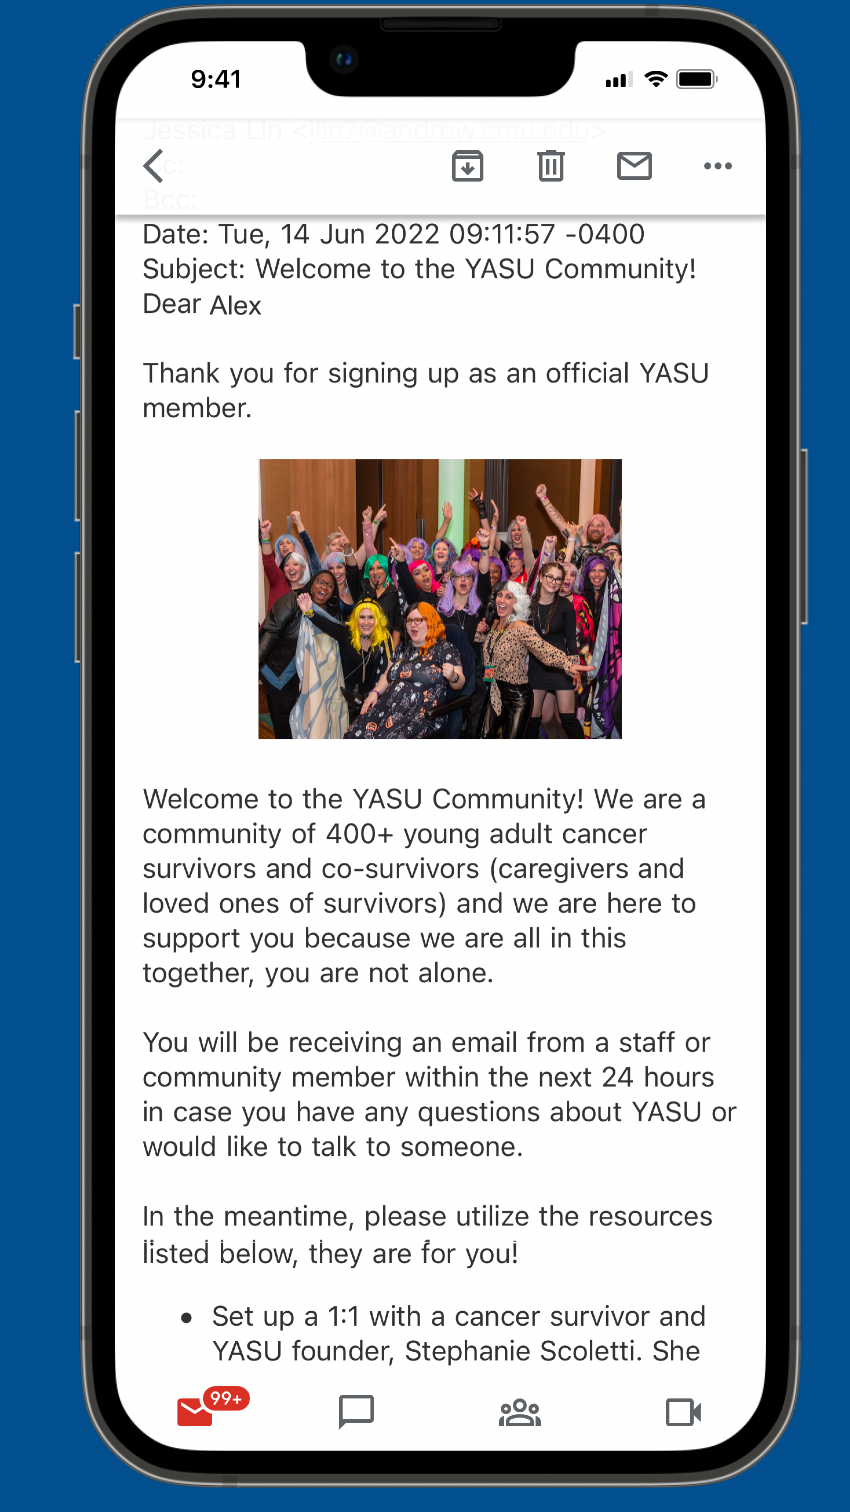 9:41
Jessica Lin <jlin7@andrew.cmu.edu>
Cc:
Bcc:
Date: Tue, 14 Jun 2022 09:11:57 -0400
Subject: Welcome to the YASU Community!
Dear Alex
Thank you for signing up as an official YASU
member.
Welcome to the YASU Community! We are a
community of 400+ young adult cancer
survivors and co-survivors (caregivers and
loved ones of survivors) and we are here to
support you because we are all in this
together, you are not alone.
You will be receiving an email from a staff or
community member within the next 24 hours
in case you have any questions about YASU or
would like to talk to someone.
In the meantime, please utilize the resources
listed below, they are for you!
• Set up a 1:1 with a cancer survivor and
YASU founder, Stephanie Scoletti. She
99+